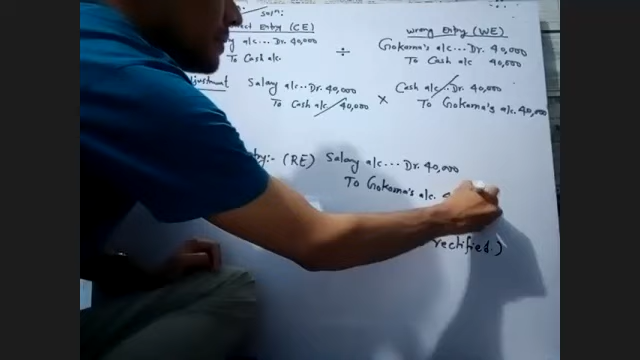 soln:
Entry (CE) wrong Entry (WE)
a/c... Dr. 40,000 ÷ Gokarna's a/c... Dr. 40,000
To Cash a/c. To Cash a/c 40,000
Salary a/c... Dr. 40,000 Cash a/c... Dr. 40,000
To Cash a/c 40,000 × To Gokarna's a/c. 40,000
(RE) Salary a/c... Dr. 40,000
To Gokarna's a/c.
rectified.)